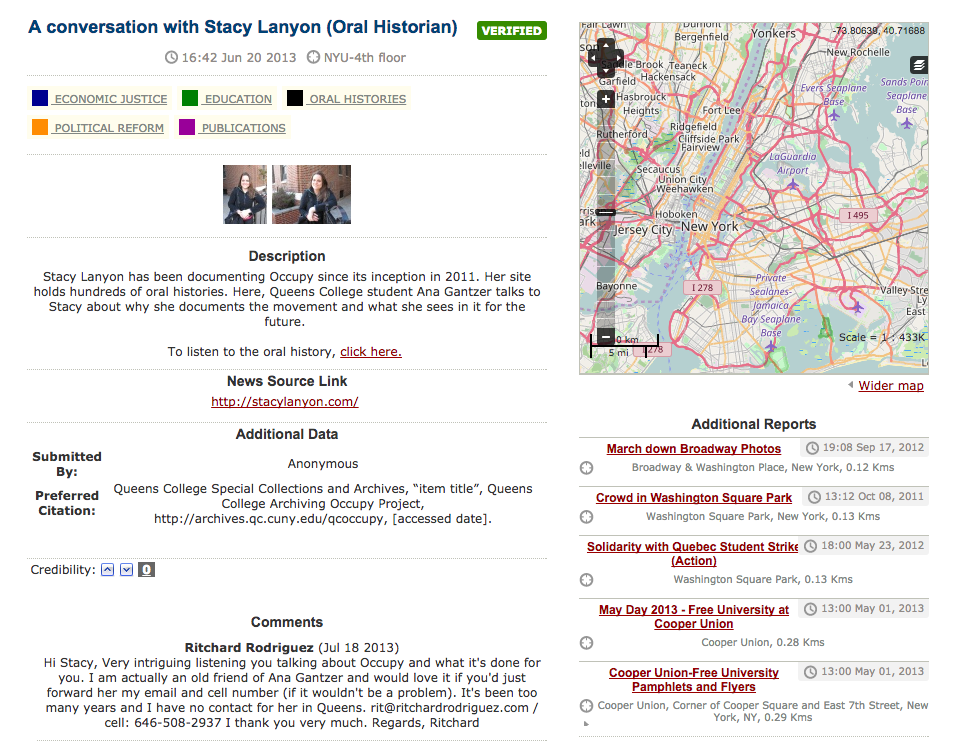 A conversation with Stacy Lanyon (Oral Historian)
VERIFIED
16:42 Jun 20 2013 NYU-4th floor
ECONOMIC JUSTICE EDUCATION ORAL HISTORIES
POLITICAL REFORM PUBLICATIONS
Description
Stacy Lanyon has been documenting Occupy since its inception in 2011. Her site
holds hundreds of oral histories. Here, Queens College student Ana Gantzer talks to
Stacy about why she documents the movement and what she sees in it for the
future.
To listen to the oral history, click here.
News Source Link
http://stacylanyon.com/
Additional Data
Submitted
By:
Anonymous
Preferred
Citation:
Queens College Special Collections and Archives, “item title”, Queens
College Archiving Occupy Project,
http://archives.qc.cuny.edu/qcoccupy, [accessed date].
Credibility: 0
Comments
Ritchard Rodriguez (Jul 18 2013)
Hi Stacy, Very intriguing listening you talking about Occupy and what it's done for
you. I am actually an old friend of Ana Gantzer and would love it if you'd just
forward her my email and cell number (if it wouldn't be a problem). It's been too
many years and I have no contact for her in Queens. rit@ritchardrodriguez.com /
cell: 646-508-2937 I thank you very much. Regards, Ritchard
Fair Lawn
Dumont
Bergenfield
Yonkers
-73.80639, 40.71688
New Rochelle
Saddle Brook
Teaneck
Hackensack
Garfield
Hasbrouck
Heights
Fort Lee
Evers Seaplane
Base
Sands Poin
Seaplane
Base
Rutherford
Ridgefield
Cliffside Park
Fairview
Secaucus
Union City
Weehawken
LaGuardia
Airport
Hoboken
Jersey City
New York
I 495
I 278
Bayonne
Private
Sealanes-
Jamaica
Bay Seaplane
Base
Valley Stre
Ly
East
Scale = 1 : 433K
0 km
5 mi
278
Wider map
Additional Reports
March down Broadway Photos
19:08 Sep 17, 2012
Broadway & Washington Place, New York, 0.12 Kms
Crowd in Washington Square Park
13:12 Oct 08, 2011
Washington Square Park, New York, 0.13 Kms
Solidarity with Quebec Student Strike
(Action)
18:00 May 23, 2012
Washington Square Park, 0.13 Kms
May Day 2013 - Free University at
Cooper Union
13:00 May 01, 2013
Cooper Union, 0.28 Kms
Cooper Union-Free University
Pamphlets and Flyers
13:00 May 01, 2013
Cooper Union, Corner of Cooper Square and East 7th Street, New
York, NY, 0.29 Kms